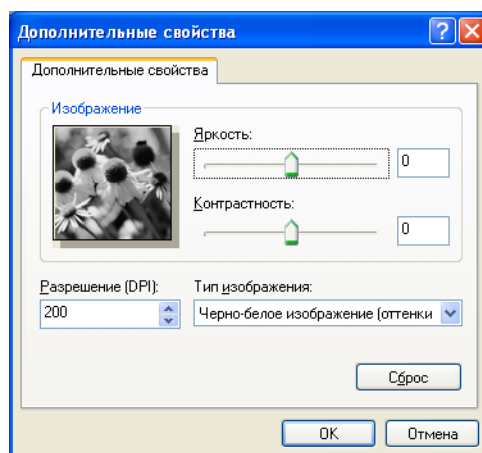 Дополнительные свойства
Дополнительные свойства
Изображение
Яркость:
0
Контрастность:
0
Разрешение (DPI): Тип изображения:
200 Черно-белое изображение (оттенки
Сброс
OK Отмена